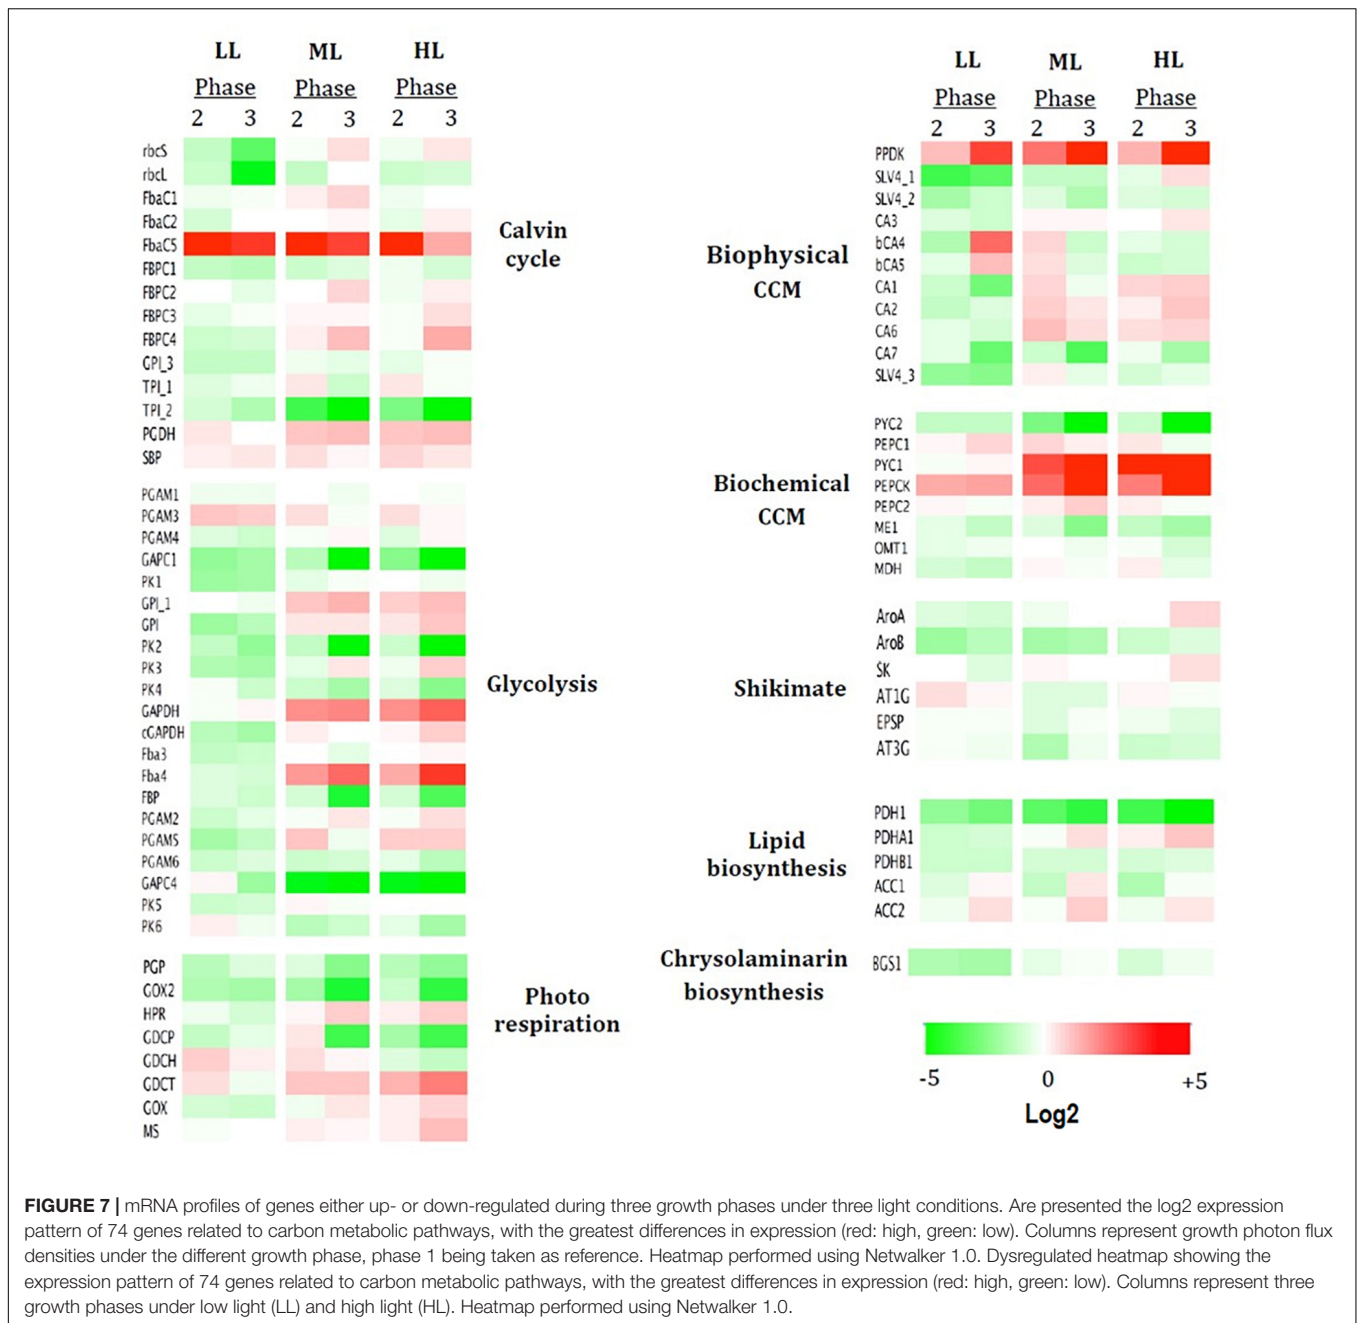 LL ML HL
Phase Phase Phase
2 3 2 3 2 3
rbcS
rbcL
FbaC1
FbaC2
FbaC5
FBPC1
FBPC2
FBPC3
FBPC4
GPI_3
TPI_1
TPI_2
PGDH
SBP
Calvin
cycle
PGAM1
PGAM3
PGAM4
GAPC1
PK1
GPI_1
GPI
PK2
PK3
PK4
GAPDH
cGAPDH
Fba3
Fba4
FBP
PGAM2
PGAM5
PGAM6
GAPC4
PK5
PK6
Glycolysis
PGP
GOX2
HPR
GDCP
GDCH
GDCT
GOX
MS
Photo
respiration
LL ML HL
Phase Phase Phase
2 3 2 3 2 3
PPDK
SLV4_1
SLV4_2
CA3
bCA4
bCA5
CA1
CA2
CA6
CA7
SLV4_3
Biophysical
CCM
PYC2
PEPC1
PYC1
PEPCK
PEPC2
ME1
OMT1
MDH
Biochemical
CCM
AroA
AroB
SK
AT1G
EPSP
AT3G
Shikimate
PDH1
PDHA1
PDHB1
ACC1
ACC2
Lipid
biosynthesis
BGS1
Chrysolaminarin
biosynthesis
-5 0 +5
Log2
FIGURE 7 | mRNA profiles of genes either up- or down-regulated during three growth phases under three light conditions. Are presented the log2 expression
pattern of 74 genes related to carbon metabolic pathways, with the greatest differences in expression (red: high, green: low). Columns represent growth photon flux
densities under the different growth phase, phase 1 being taken as reference. Heatmap performed using Netwalker 1.0. Dysregulated heatmap showing the
expression pattern of 74 genes related to carbon metabolic pathways, with the greatest differences in expression (red: high, green: low). Columns represent three
growth phases under low light (LL) and high light (HL). Heatmap performed using Netwalker 1.0.